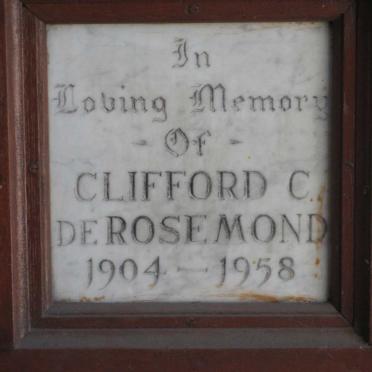 In
Loving Memory
- Of -
CLIFFORD C.
DEROSEMOND
1904 — 1958